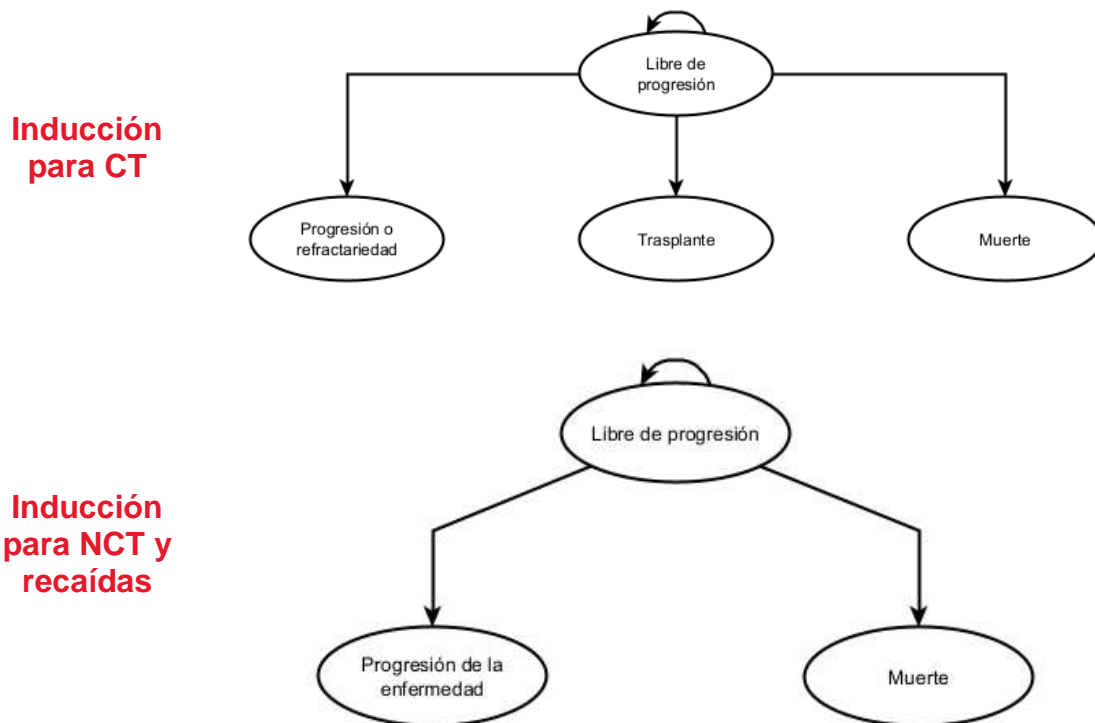 Inducción
para CT
Libre de
progresión
Progresión o
refractariedad
Trasplante
Muerte
Inducción
para NCT y
recaídas
Libre de progresión
Progresión de la
enfermedad
Muerte